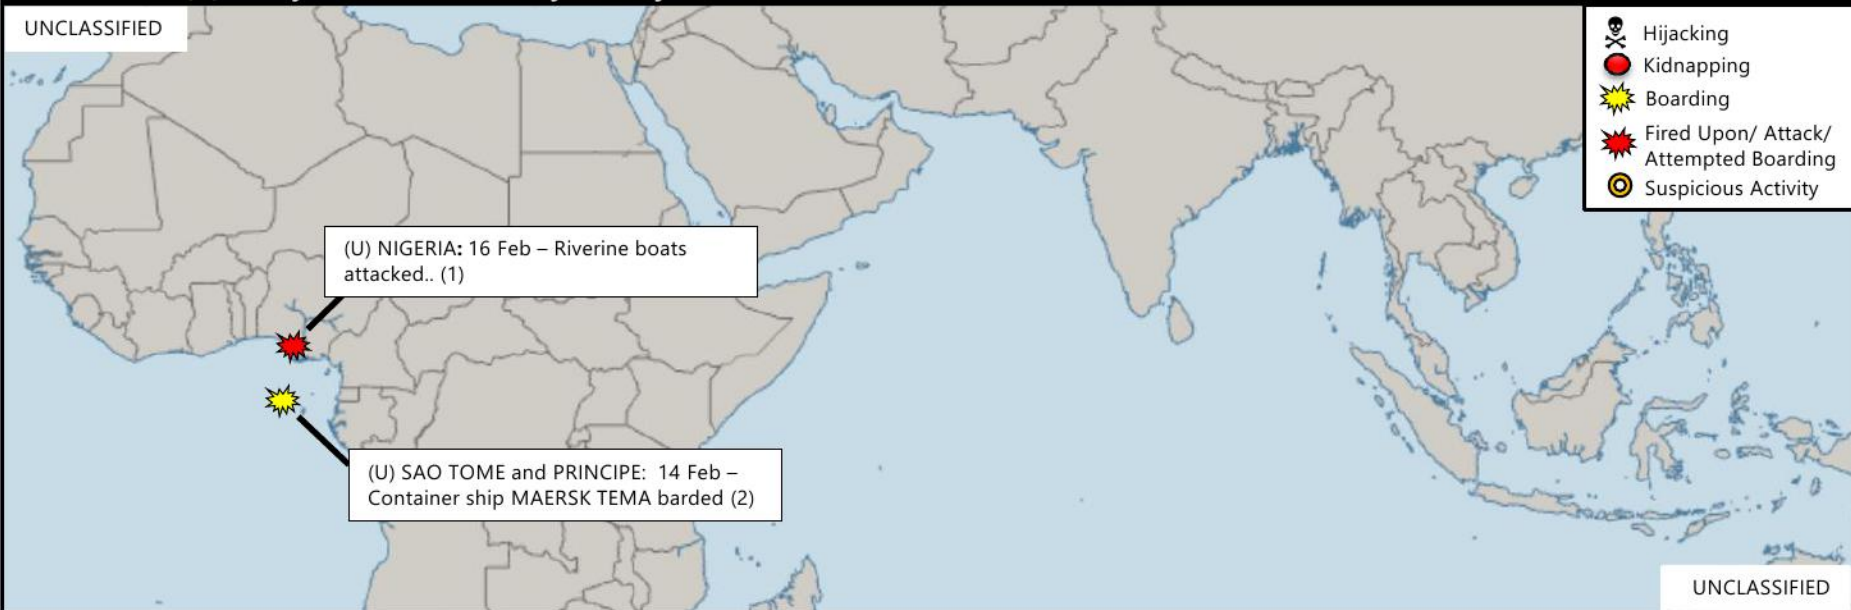 UNCLASSIFIED
Hijacking
Kidnapping
Boarding
Fired Upon/ Attack/
Attempted Boarding
Suspicious Activity
(U) NIGERIA: 16 Feb – Riverine boats
attacked.. (1)
(U) SAO TOME and PRINCIPE: 14 Feb –
Container ship MAERSK TEMA barded (2)
UNCLASSIFIED